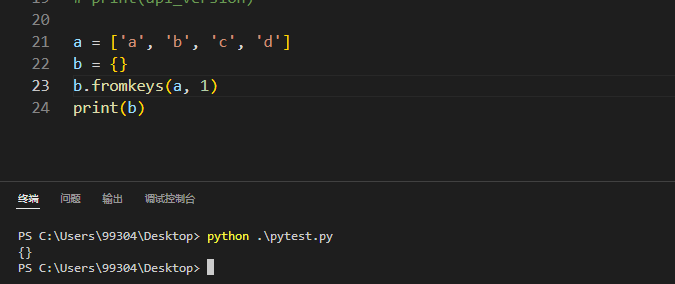 19 # print(api_version)
20
21 a = ['a', 'b', 'c', 'd']
22 b = {}
23 b.fromkeys(a, 1)
24 print(b)
终端 问题 输出 调试控制台
PS C:\Users\99304\Desktop> python .\pytest.py
{}
PS C:\Users\99304\Desktop>